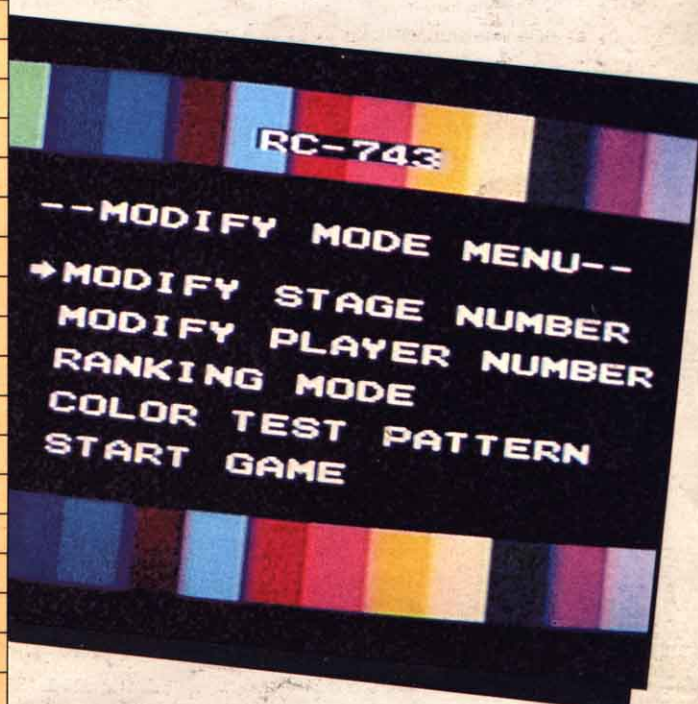 RC-743
--MODIFY MODE MENU--
➔MODIFY STAGE NUMBER
MODIFY PLAYER NUMBER
RANKING MODE
COLOR TEST PATTERN
START GAME